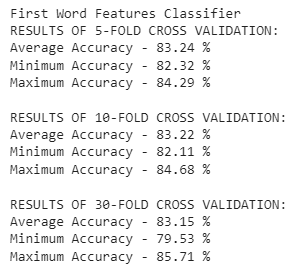 First Word Features Classifier
RESULTS OF 5-FOLD CROSS VALIDATION:
Average Accuracy - 83.24 %
Minimum Accuracy - 82.32 %
Maximum Accuracy - 84.29 %

RESULTS OF 10-FOLD CROSS VALIDATION:
Average Accuracy - 83.22 %
Minimum Accuracy - 82.11 %
Maximum Accuracy - 84.68 %

RESULTS OF 30-FOLD CROSS VALIDATION:
Average Accuracy - 83.15 %
Minimum Accuracy - 79.53 %
Maximum Accuracy - 85.71 %